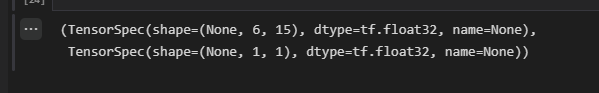 [24]
(TensorSpec(shape=(None, 6, 15), dtype=tf.float32, name=None),
TensorSpec(shape=(None, 1, 1), dtype=tf.float32, name=None))